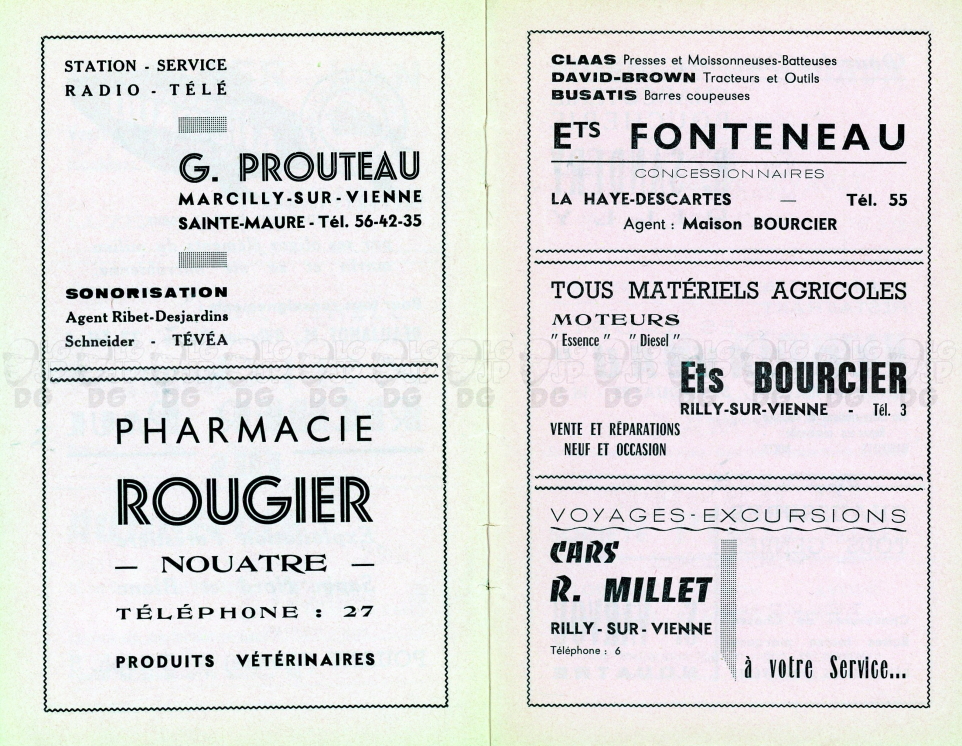 STATION - SERVICE
RADIO - TÉLÉ
G. PROUTEAU
MARCILLY-SUR-VIENNE
SAINTE-MAURE - Tél. 56-42-35
SONORISATION
Agent Ribet-Desjardins
Schneider - TÉVÉA
PHARMACIE
ROUGIER
— NOUATRE —
TÉLÉPHONE : 27
PRODUITS VÉTÉRINAIRES
CLAAS Presses et Moissonneuses-Batteuses
DAVID-BROWN Tracteurs et Outils
BUSATIS Barres coupeuses
ETS FONTENEAU
CONCESSIONNAIRES
LA HAYE-DESCARTES — Tél. 55
Agent : Maison BOURCIER
TOUS MATÉRIELS AGRICOLES
MOTEURS
"Essence" "Diesel"
Ets BOURCIER
RILLY-SUR-VIENNE - Tél. 3
VENTE ET RÉPARATIONS
NEUF ET OCCASION
VOYAGES-EXCURSIONS
CARS
R. MILLET
RILLY-SUR-VIENNE
Téléphone : 6
à votre Service...